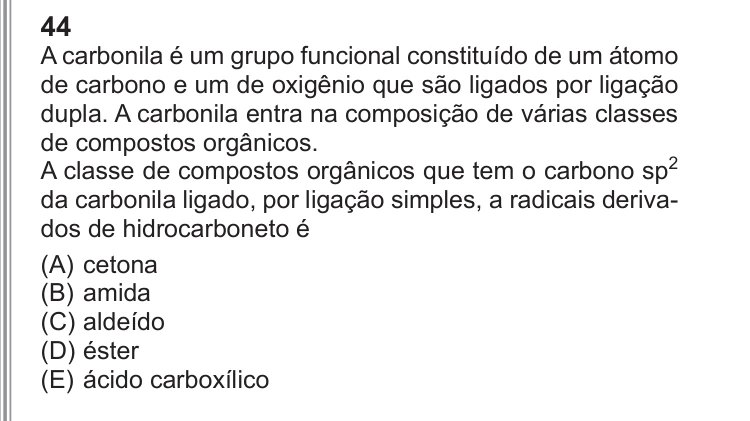 44
A carbonila é um grupo funcional constituído de um átomo
de carbono e um de oxigênio que são ligados por ligação
dupla. A carbonila entra na composição de várias classes
de compostos orgânicos.
A classe de compostos orgânicos que tem o carbono sp²
da carbonila ligado, por ligação simples, a radicais deriva-
dos de hidrocarboneto é
(A) cetona
(B) amida
(C) aldeído
(D) éster
(E) ácido carboxílico